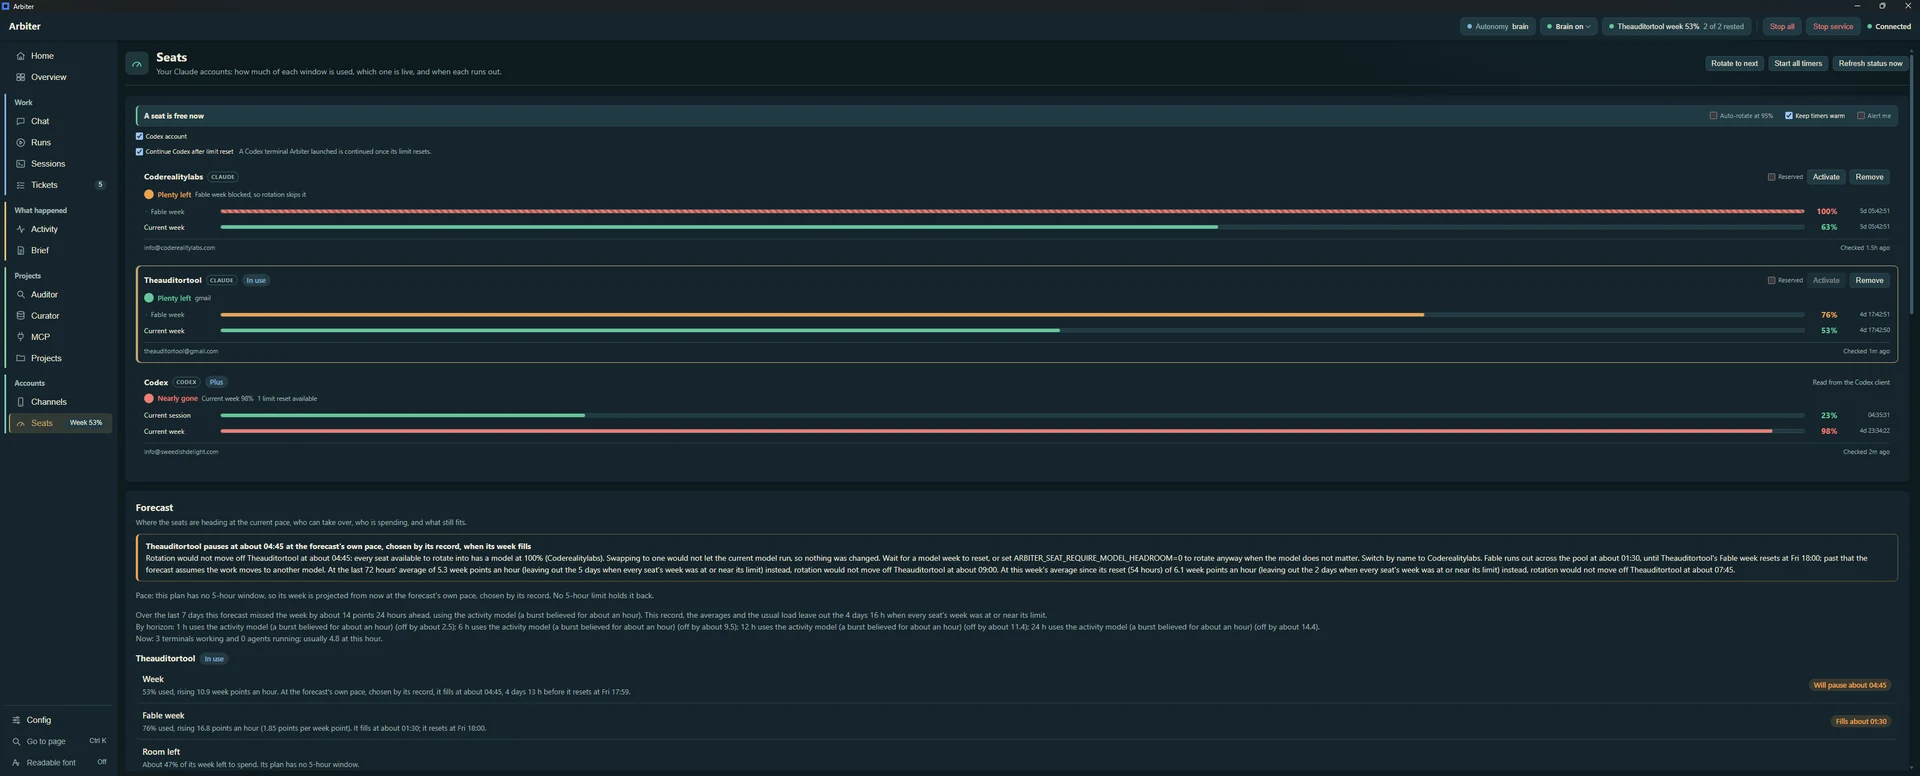 Arbiter
Arbiter
Autonomy brain
Brain on
Theauditortool week 53% 2 of 2 rested
Stop all
Stop service
Connected
Home
Overview
Work
Chat
Runs
Sessions
Tickets 5
What happened
Activity
Brief
Projects
Auditor
Curator
MCP
Projects
Accounts
Channels
Seats Week 53%
Config
Go to page Ctrl K
Readable font Off
Seats
Your Claude accounts: how much of each window is used, which one is live, and when each runs out.
Rotate to next
Start all timers
Refresh status now
A seat is free now
Auto-rotate at 95%
Keep timers warm
Alert me
Codex account
Continue Codex after limit reset A Codex terminal Arbiter launched is continued once its limit resets.
Coderealitylabs CLAUDE
Reserved Activate Remove
Plenty left Fable week blocked, so rotation skips it
Fable week 100% 5d 05:42:51
Current week 63% 5d 05:42:51
info@coderealitylabs.com Checked 1.5h ago
Theauditortool CLAUDE In use
Reserved Activate Remove
Plenty left gmail
Fable week 76% 4d 17:42:51
Current week 53% 4d 17:42:50
theauditortool@gmail.com Checked 1m ago
Codex CODEX Plus Read from the Codex client
Nearly gone Current week 98% 1 limit reset available
Current session 23% 04:35:31
Current week 98% 4d 23:34:22
info@sweedishdelight.com Checked 2m ago
Forecast
Where the seats are heading at the current pace, who can take over, who is spending, and what still fits.
Theauditortool pauses at about 04:45 at the forecast's own pace, chosen by its record, when its week fills
Rotation would not move off Theauditortool at about 04:45: every seat available to rotate into has a model at 100% (Coderealitylabs). Swapping to one would not let the current model run, so nothing was changed. Wait for a model week to reset, or set ARBITER_SEAT_REQUIRE_MODEL_HEADROOM=0 to rotate anyway when the model does not matter. Switch by name to Coderealitylabs. Fable runs out across the pool at about 01:30, until Theauditortool's Fable week resets at Fri 18:00; past that the
forecast assumes the work moves to another model. At the last 72 hours' average of 5.3 week points an hour (leaving out the 5 days when every seat's week was at or near its limit) instead, rotation would not move off Theauditortool at about 09:00. At this week's average since its reset (54 hours) of 6.1 week points an hour (leaving out the 2 days when every seat's week was at or near its limit) instead, rotation would not move off Theauditortool at about 07:45.
Pace: this plan has no 5-hour window, so its week is projected from now at the forecast's own pace, chosen by its record. No 5-hour limit holds it back.
Over the last 7 days this forecast missed the week by about 14 points 24 hours ahead, using the activity model (a burst believed for about an hour). This record, the averages and the usual load leave out the 4 days 16 h when every seat's week was at or near its limit.
By horizon: 1 h uses the activity model (a burst believed for about an hour) (off by about 2.5); 6 h uses the activity model (a burst believed for about an hour) (off by about 9.5); 12 h uses the activity model (a burst believed for about an hour) (off by about 11.4); 24 h uses the activity model (a burst believed for about an hour) (off by about 14.4).
Now: 3 terminals working and 0 agents running; usually 4.8 at this hour.
Theauditortool In use
Week
53% used, rising 10.9 week points an hour. At the forecast's own pace, chosen by its record, it fills at about 04:45, 4 days 13 h before it resets at Fri 17:59.
Will pause about 04:45
Fable week
76% used, rising 16.8 points an hour (1.85 points per week point). It fills at about 01:30; it resets at Fri 18:00.
Fills about 01:30
Room left
About 47% of its week left to spend. Its plan has no 5-hour window.